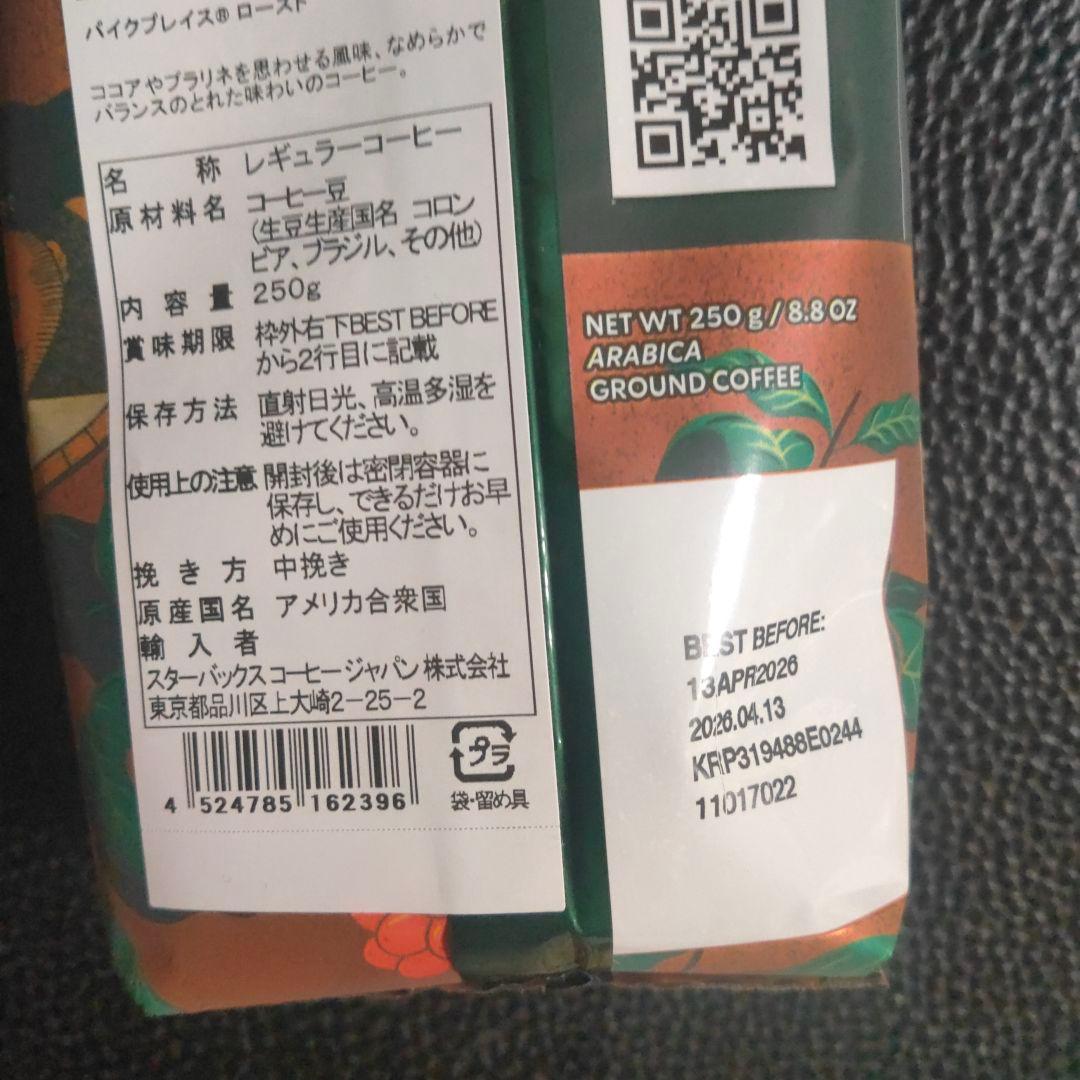 パイクプレイス® ロースト
ココアやプラリネを思わせる風味、なめらかで
バランスのとれた味わいのコーヒー。
名称 レギュラーコーヒー
原材料名 コーヒー豆
(生豆生産国名 コロン
ビア、ブラジル、その他)
内容量 250g
賞味期限 枠外右下BEST BEFORE
から2行目に記載
保存方法 直射日光、高温多湿を
避けてください。
使用上の注意 開封後は密閉容器に
保存し、できるだけお早
めにご使用ください。
挽き方 中挽き
原産国名 アメリカ合衆国
輸入者
スターバックス コーヒー ジャパン 株式会社
東京都品川区上大崎2-25-2
4 524785 162396
プラ
袋・留め具
NET WT 250 g / 8.8 OZ
ARABICA
GROUND COFFEE
BEST BEFORE:
13APR2026
2026.04.13
KRP319488E0244
11017022